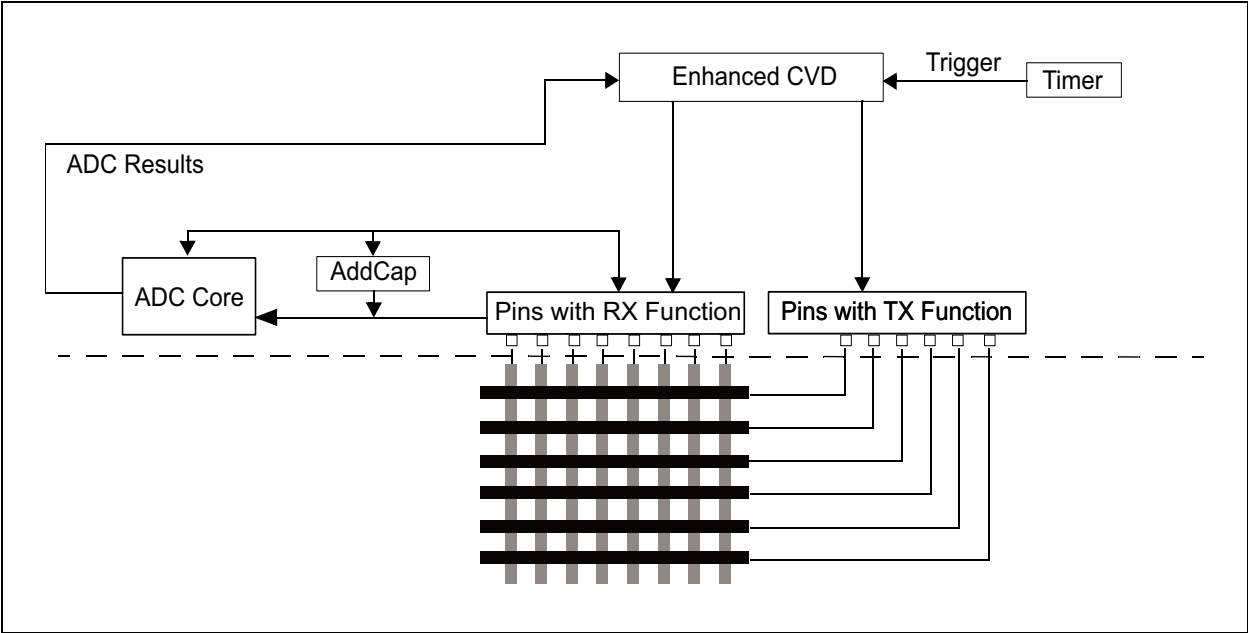 Enhanced CVD
Trigger
Timer
ADC Results
ADC Core
AddCap
Pins with RX Function
Pins with TX Function